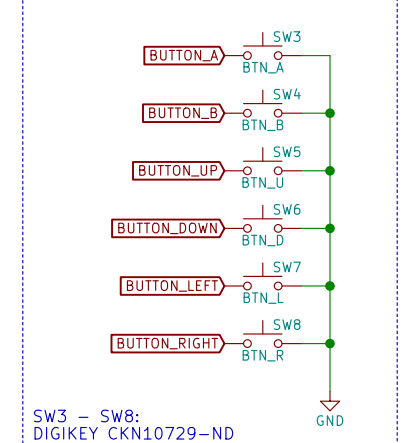 SW3
BUTTON_A
BTN_A
SW4
BUTTON_B
BTN_B
SW5
BUTTON_UP
BTN_U
SW6
BUTTON_DOWN
BTN_D
SW7
BUTTON_LEFT
BTN_L
SW8
BUTTON_RIGHT
BTN_R
GND
SW3 - SW8:
DIGIKEY CKN10729-ND